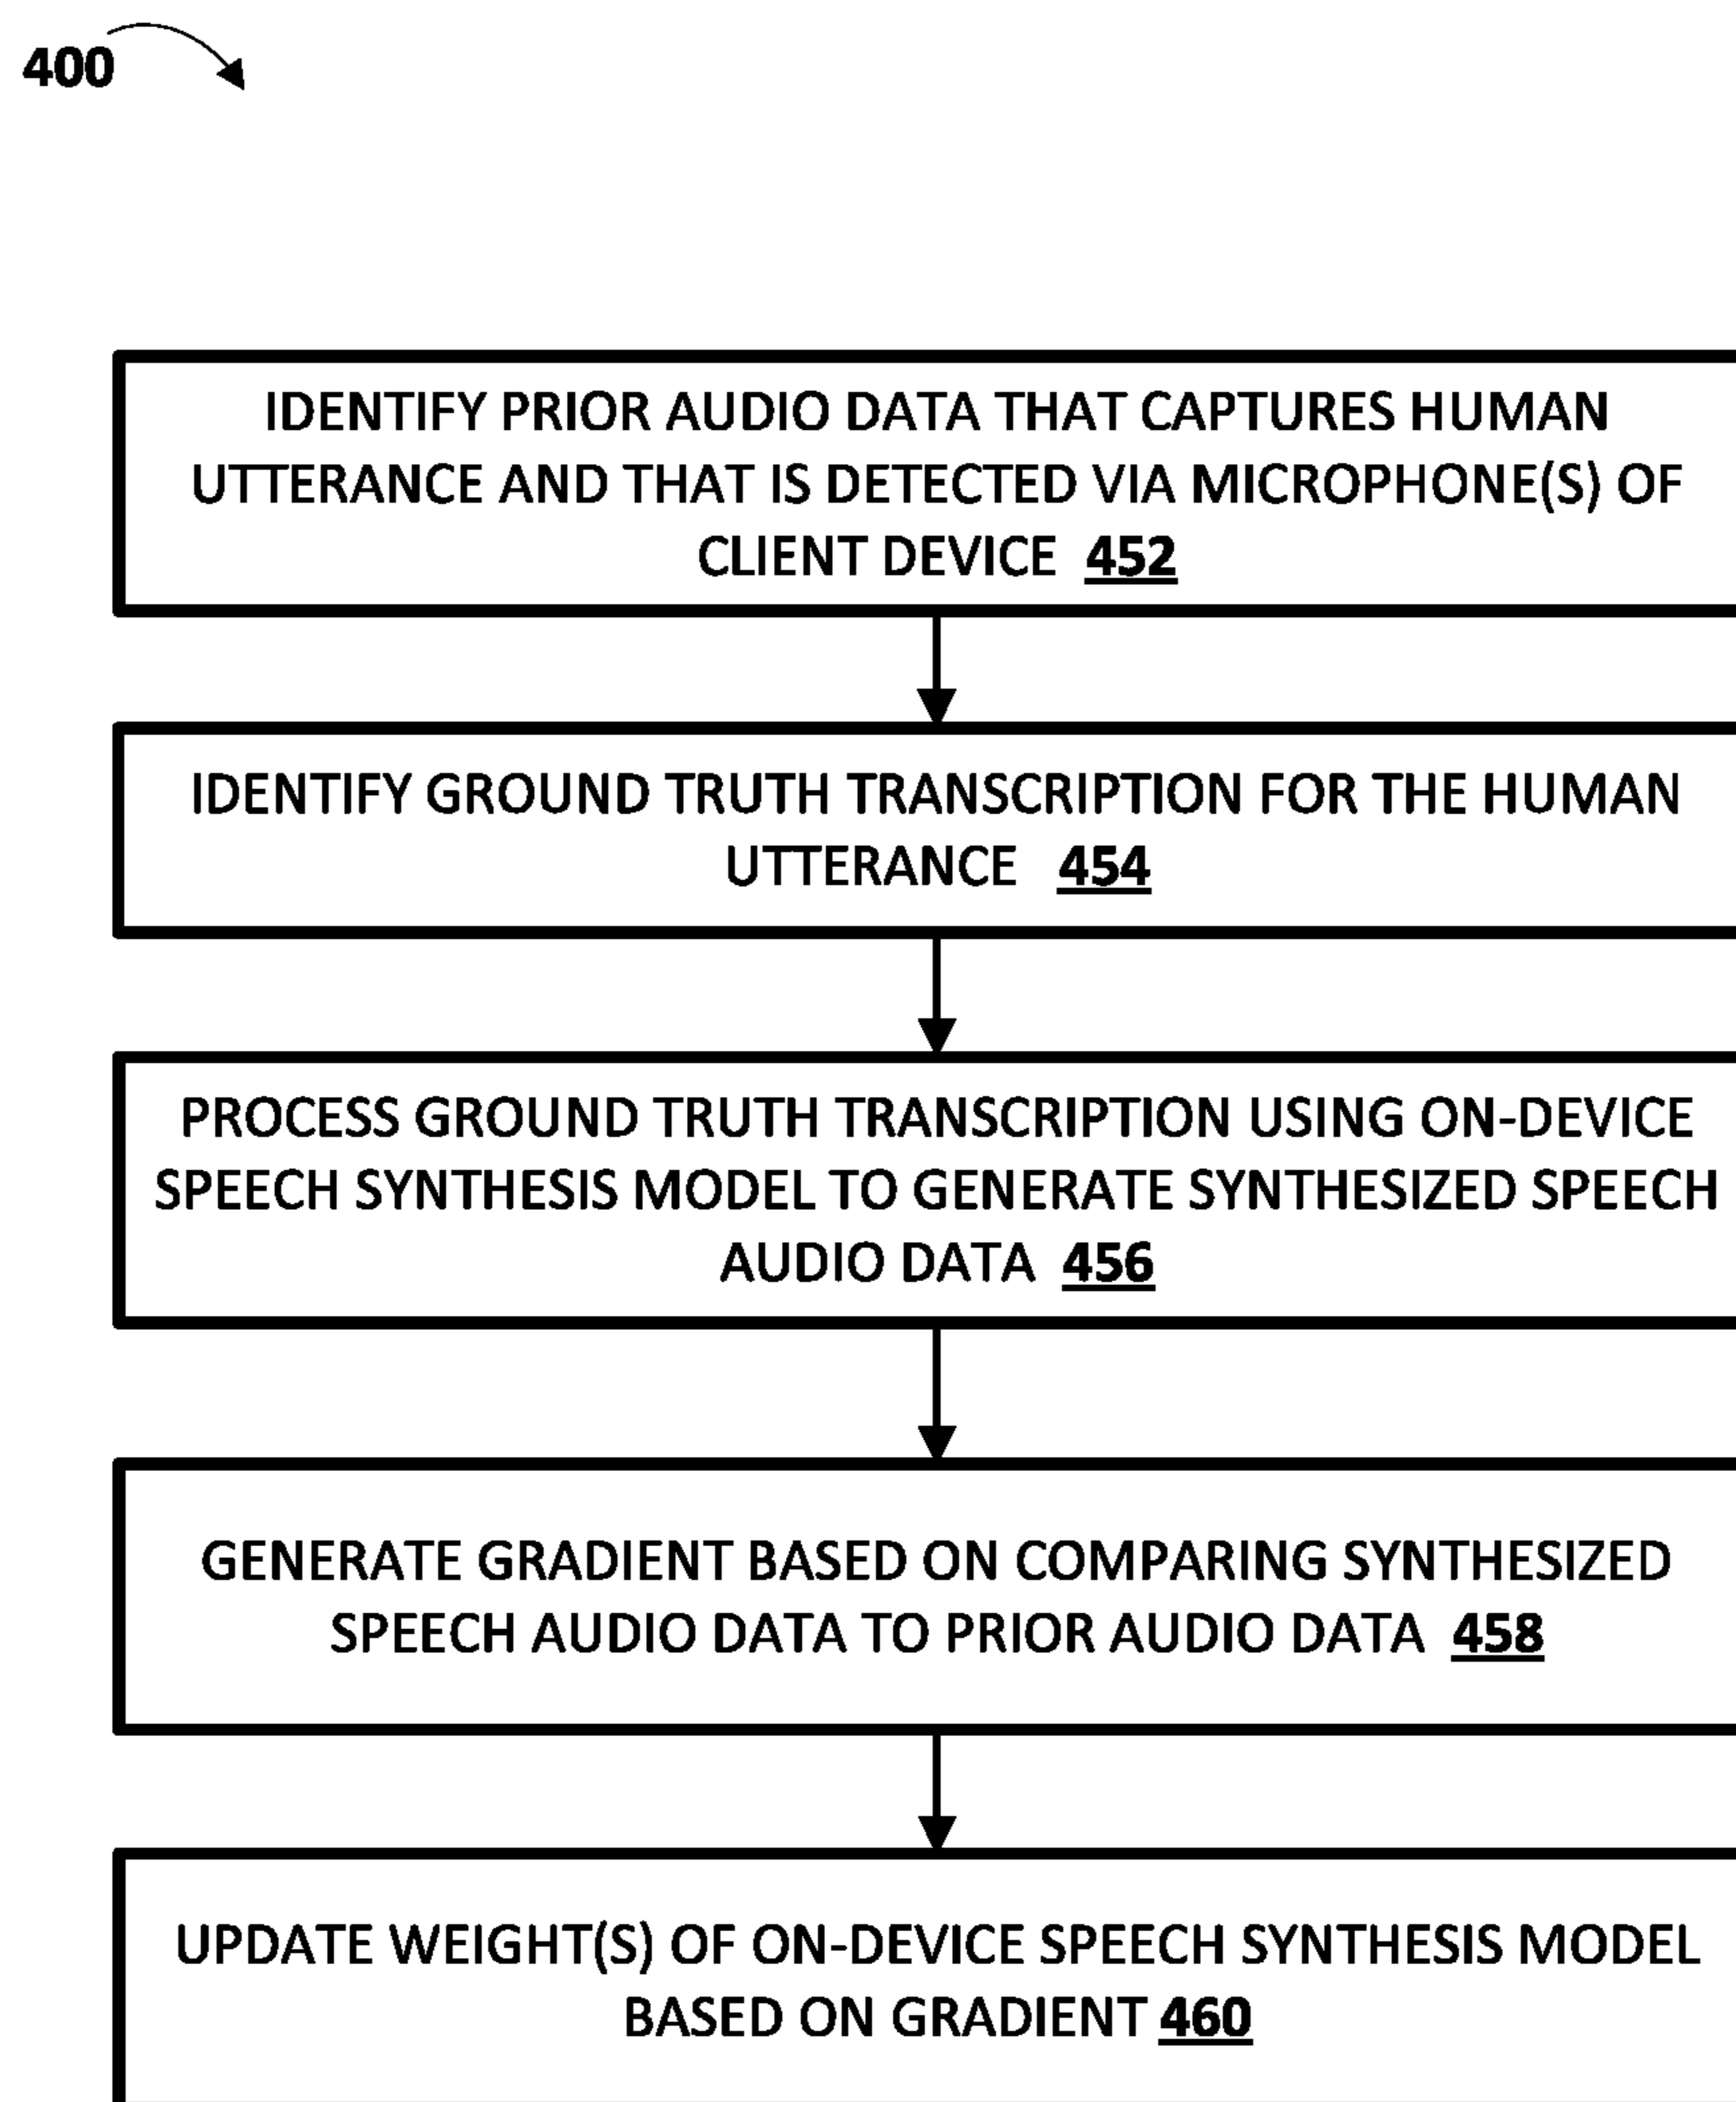 400
IDENTIFY PRIOR AUDIO DATA THAT CAPTURES HUMAN
UTTERANCE AND THAT IS DETECTED VIA MICROPHONE(S) OF
CLIENT DEVICE 452
IDENTIFY GROUND TRUTH TRANSCRIPTION FOR THE HUMAN
UTTERANCE 454
PROCESS GROUND TRUTH TRANSCRIPTION USING ON-DEVICE
SPEECH SYNTHESIS MODEL TO GENERATE SYNTHESIZED SPEECH
AUDIO DATA 456
GENERATE GRADIENT BASED ON COMPARING SYNTHESIZED
SPEECH AUDIO DATA TO PRIOR AUDIO DATA 458
UPDATE WEIGHT(S) OF ON-DEVICE SPEECH SYNTHESIS MODEL
BASED ON GRADIENT 460